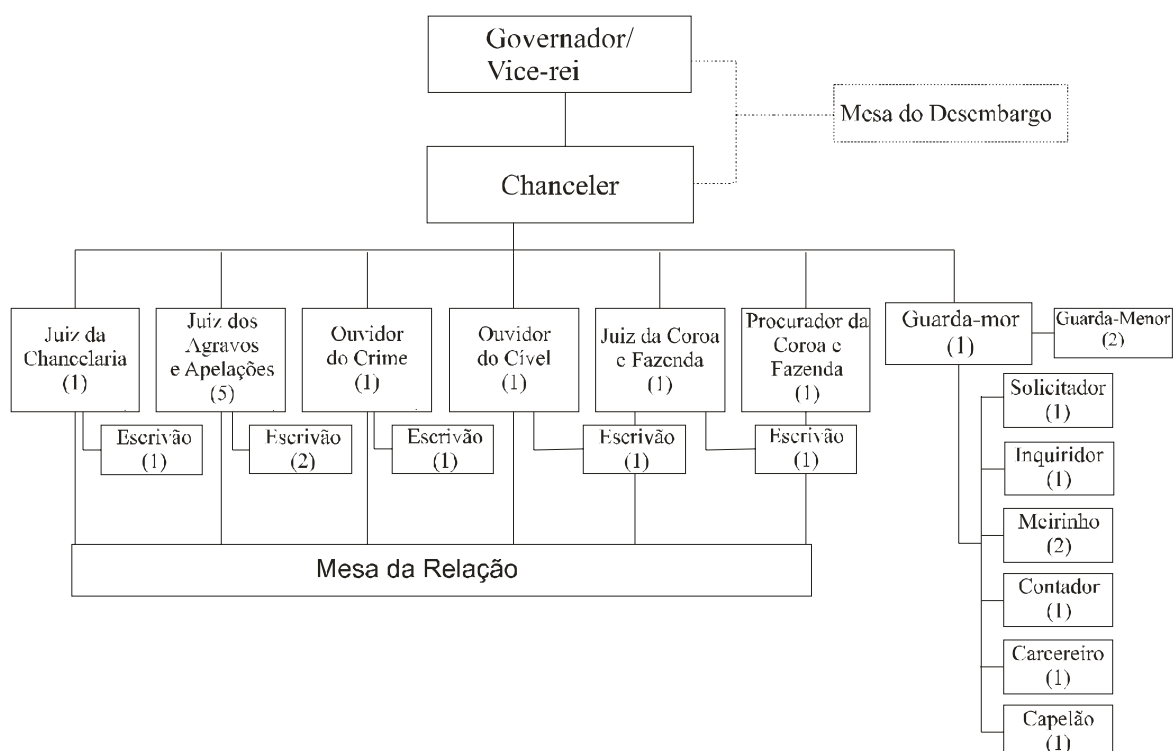 Governador/
Vice-rei
Mesa do Desembargo
Chanceler
Juiz da
Chancelaria
(1)
Juiz dos
Agravos
e Apelações
(5)
Ouvidor
do Crime
(1)
Ouvidor
do Cível
(1)
Juiz da Coroa
e Fazenda
(1)
Procurador da
Coroa e
Fazenda
(1)
Guarda-mor
(1)
Guarda-Menor
(2)
Escrivão
(1)
Escrivão
(2)
Escrivão
(1)
Escrivão
(1)
Escrivão
(1)
Solicitador
(1)
Inquiridor
(1)
Meirinho
(2)
Contador
(1)
Carcereiro
(1)
Capelão
(1)
Mesa da Relação